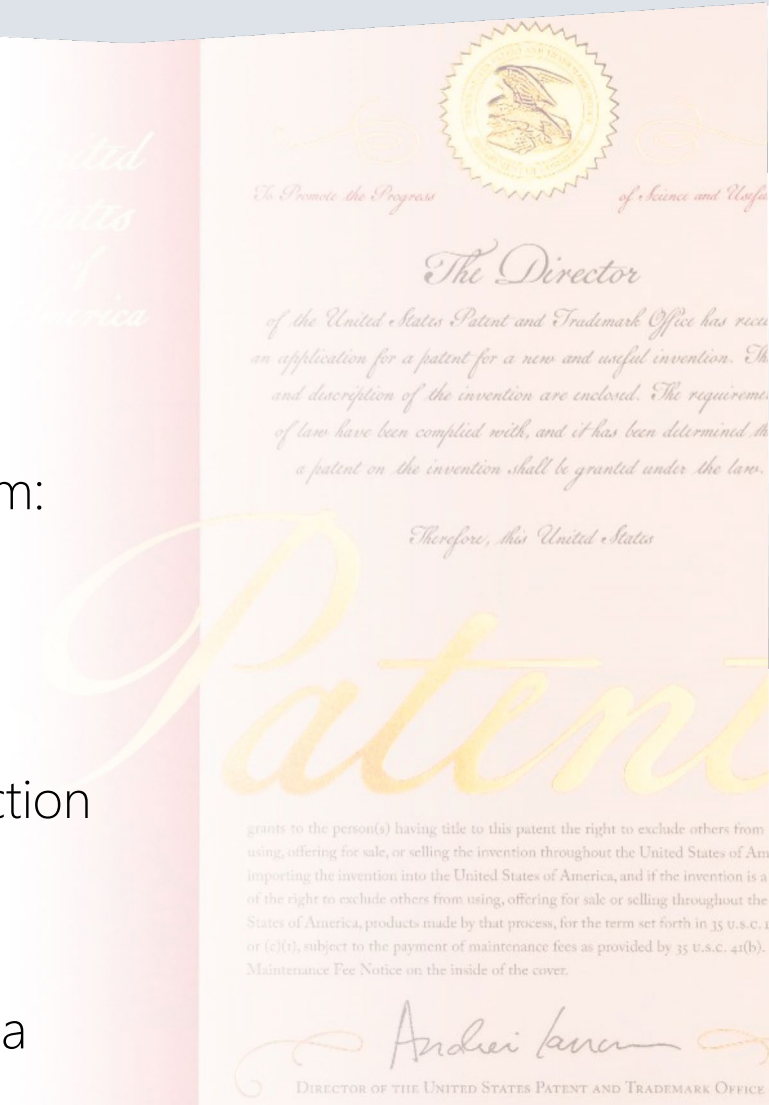 United
States
of
America
To Promote the Progress
of Science and Useful
The Director
of the United States Patent and Trademark Office has
an application for a patent for a new and useful invention.
and description of the invention are enclosed. The
of law have been complied with, and it has been determined
a patent on the invention shall be granted under the law.
m:
Therefore, this United States
Patent
ction
grants to the person(s) having title to this patent the right to exclude others from
using, offering for sale, or selling the invention throughout the United States of Am
importing the invention into the United States of America, and if the invention is a
of the right to exclude others from using, offering for sale or selling throughout the
States of America, products made by that process, for the term set forth in 35 U.S.C. 1
or (c)(1), subject to the payment of maintenance fees as provided by 35 U.S.C. 41(b).
Maintenance Fee Notice on the inside of the cover.
a
DIRECTOR OF THE UNITED STATES PATENT AND TRADEMARK OFFICE